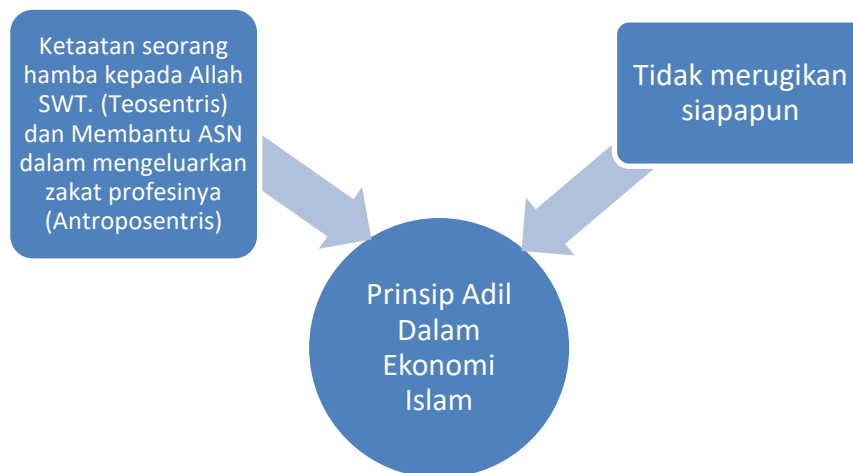 Ketaatan seorang
hamba kepada Allah
SWT. (Teosentris)
dan Membantu ASN
dalam mengeluarkan
zakat profesinya
(Antroposentris)
Tidak merugikan
siapapun
Prinsip Adil
Dalam
Ekonomi
Islam